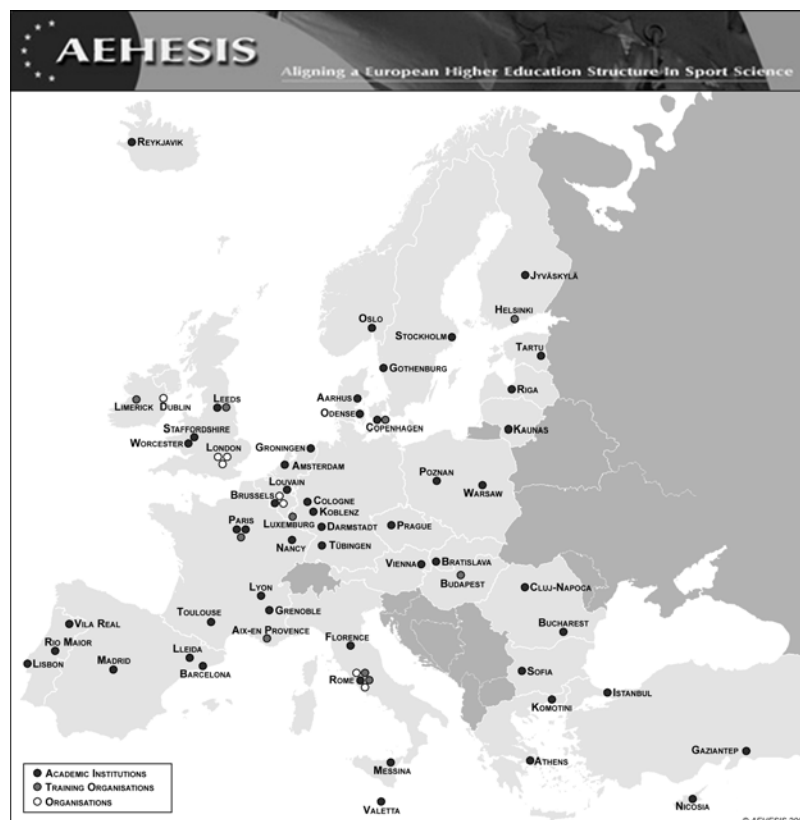 AEHESIS
Aligning a European Higher Education Structure In Sport Science
REYKJAVIK
JYVÄSKYLÄ
HELSINKI
OSLO
STOCKHOLM
TARTU
GOTHENBURG
RIGA
AARHUS
LIMERICK DUBLIN LEEDS
ODENSE
COPENHAGEN
KAUNAS
STAFFORDSHIRE
WORCESTER
LONDON
GRONINGEN
AMSTERDAM
POZNAN
LOUVAIN
WARSAW
BRUSSELS
COLOGNE
KOBLENZ
PARIS
LUXEMBURG
DARMSTADT
PRAGUE
NANCY
TÜBINGEN
VIENNA
BRATISLAVA
BUDAPEST
LYON
CLUJ-NAPOCA
GRENOBLE
TOULOUSE
VILA REAL
AIX-EN PROVENCE
BUCHAREST
FLORENCE
RIO MAIOR
LLEIDA
LISBON
MADRID
BARCELONA
ROME
SOFIA
ISTANBUL
KOMOTINI
GAZIANTEP
ATHENS
MESSINA
NICOSIA
VALETTA
ACADEMIC INSTITUTIONS
TRAINING ORGANISATIONS
ORGANISATIONS
© AEHESIS